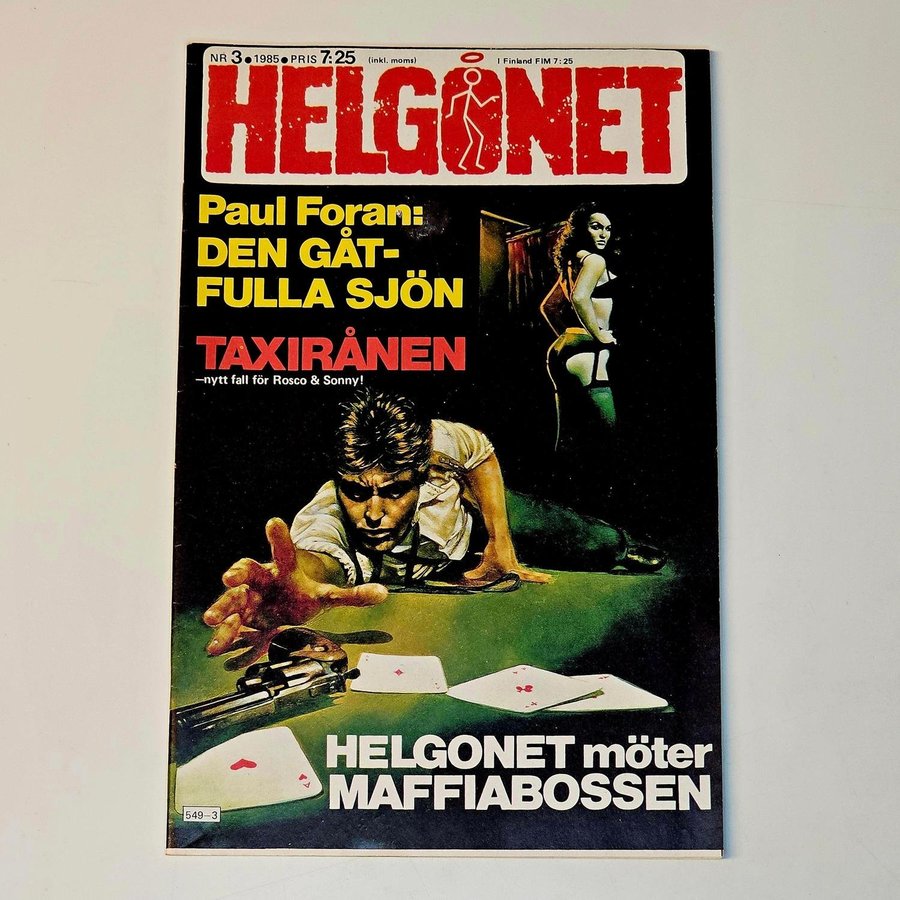 NR 3 • 1985 • PRIS 7:25 (inkl. moms) I Finland FIM 7:25
HELGONET
Paul Foran:
DEN GÅT-
FULLA SJÖN
TAXIRÅNEN
–nytt fall för Rosco & Sonny!
HELGONET möter
MAFFIABOSSEN
549–3